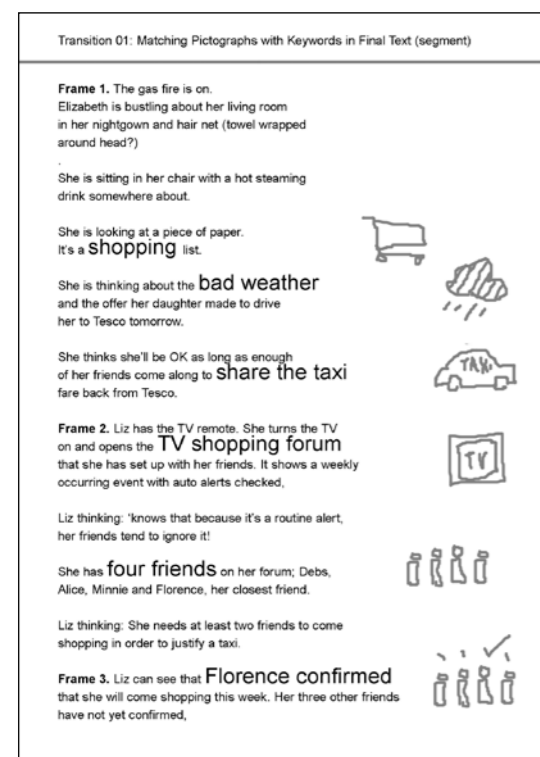 Transition 01: Matching Pictographs with Keywords in Final Text (segment)
Frame 1. The gas fire is on.
Elizabeth is bustling about her living room
in her nightgown and hair net (towel wrapped
around head?)
.
She is sitting in her chair with a hot steaming
drink somewhere about.
She is looking at a piece of paper.
It's a shopping list.
She is thinking about the bad weather
and the offer her daughter made to drive
her to Tesco tomorrow.
She thinks she'll be OK as long as enough
of her friends come along to share the taxi
fare back from Tesco.
TAXI
Frame 2. Liz has the TV remote. She turns the TV
on and opens the TV shopping forum
that she has set up with her friends. It shows a weekly
occurring event with auto alerts checked,
TV
Liz thinking: 'knows that because it's a routine alert,
her friends tend to ignore it!
She has four friends on her forum; Debs,
Alice, Minnie and Florence, her closest friend.
Liz thinking: She needs at least two friends to come
shopping in order to justify a taxi.
Frame 3. Liz can see that Florence confirmed
that she will come shopping this week. Her three other friends
have not yet confirmed,